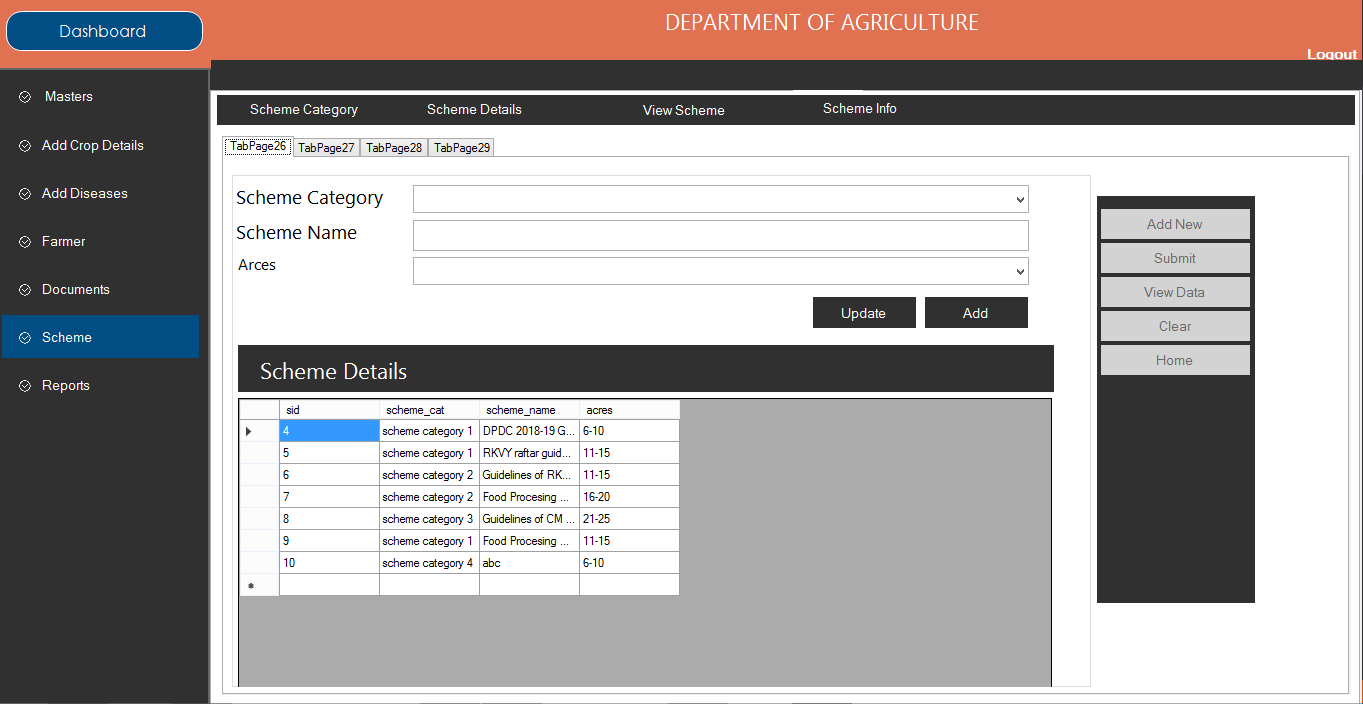 Dashboard
DEPARTMENT OF AGRICULTURE
Logout
Masters
Add Crop Details
Add Diseases
Farmer
Documents
Scheme
Reports
Scheme Category Scheme Details View Scheme Scheme Info
TabPage26 TabPage27 TabPage28 TabPage29
Scheme Category
Scheme Name
Arces
Update Add
Add New
Submit
View Data
Clear
Home
Scheme Details
sid scheme_cat scheme_name acres
4 scheme category 1 DPDC 2018-19 G... 6-10
5 scheme category 1 RKVY raftar guid... 11-15
6 scheme category 2 Guidelines of RK... 11-15
7 scheme category 2 Food Procesing ... 16-20
8 scheme category 3 Guidelines of CM ... 21-25
9 scheme category 1 Food Procesing ... 11-15
10 scheme category 4 abc 6-10